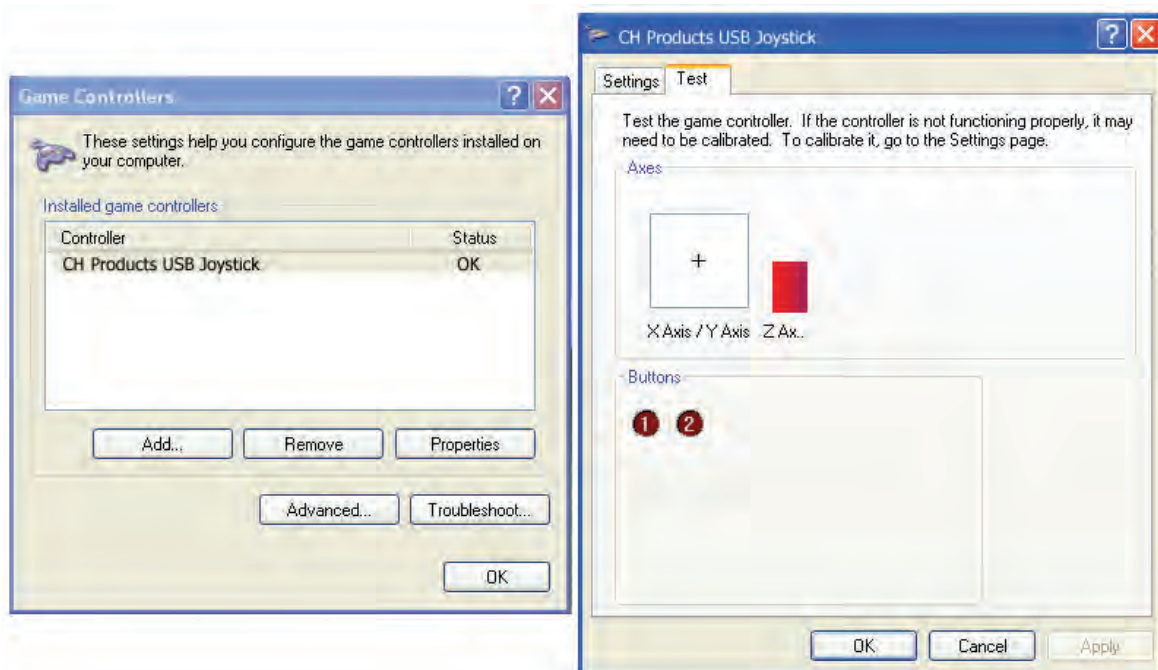 Game Controllers
These settings help you configure the game controllers installed on
your computer.
Installed game controllers
Controller Status
CH Products USB Joystick OK
Add... Remove Properties
Advanced... Troubleshoot...
OK
CH Products USB Joystick
Settings Test
Test the game controller. If the controller is not functioning properly, it may
need to be calibrated. To calibrate it, go to the Settings page.
Axes
X Axis / Y Axis Z Ax..
Buttons
1 2
OK Cancel Apply